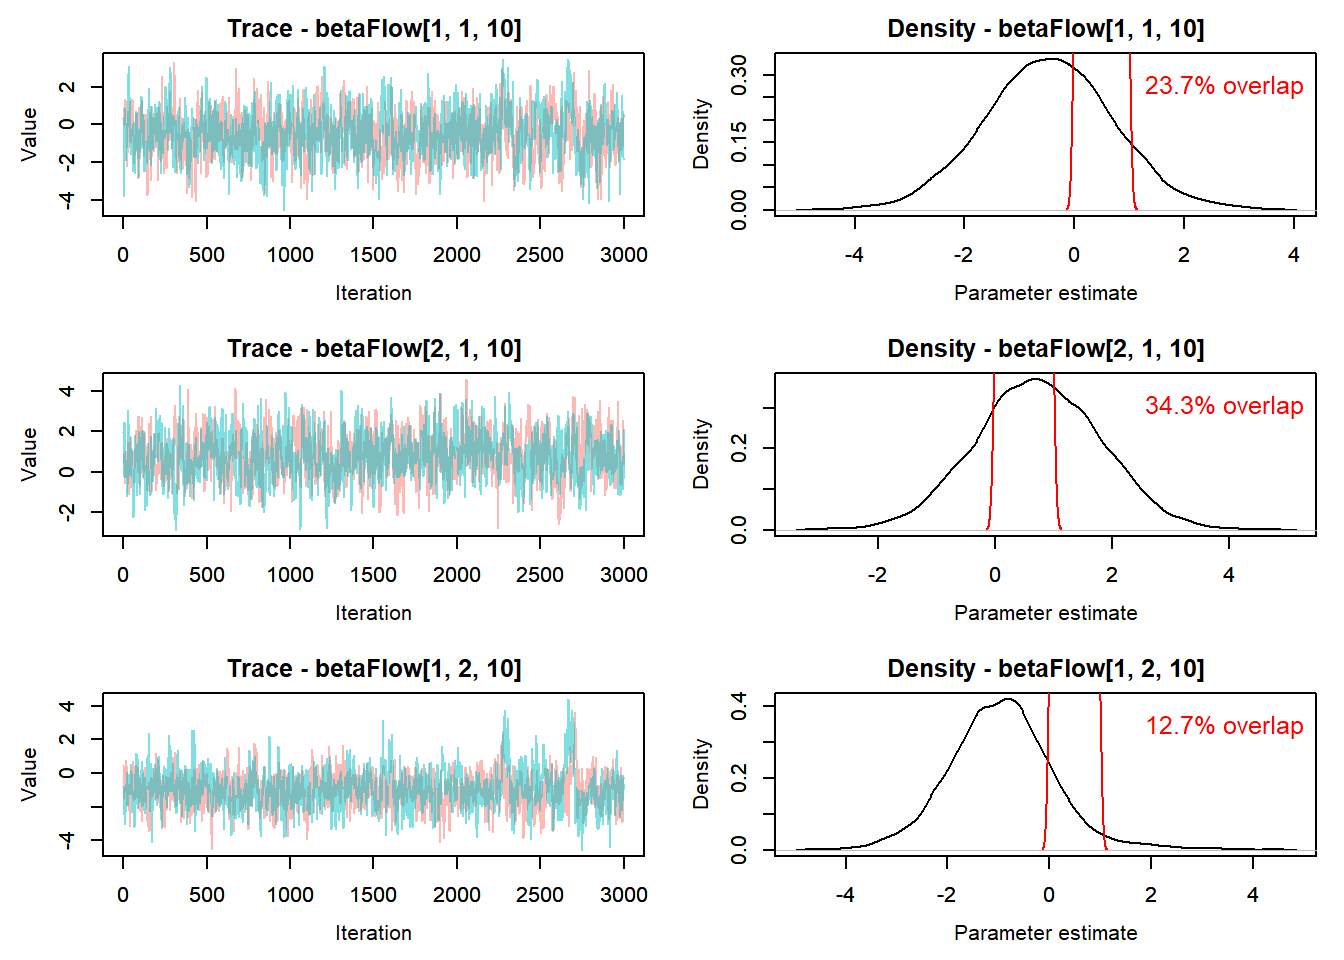 Trace - betaFlow[1, 1, 10]
Value
-4 -2 0 2
0 500 1000 1500 2000 2500 3000
Iteration
Density - betaFlow[1, 1, 10]
23.7% overlap
Density
0.00 0.15 0.30
-4 -2 0 2 4
Parameter estimate
Trace - betaFlow[2, 1, 10]
Value
-2 0 2 4
0 500 1000 1500 2000 2500 3000
Iteration
Density - betaFlow[2, 1, 10]
34.3% overlap
Density
0.0 0.2
-2 0 2 4
Parameter estimate
Trace - betaFlow[1, 2, 10]
Value
-4 0 2 4
0 500 1000 1500 2000 2500 3000
Iteration
Density - betaFlow[1, 2, 10]
12.7% overlap
Density
0.0 0.2 0.4
-4 -2 0 2 4
Parameter estimate